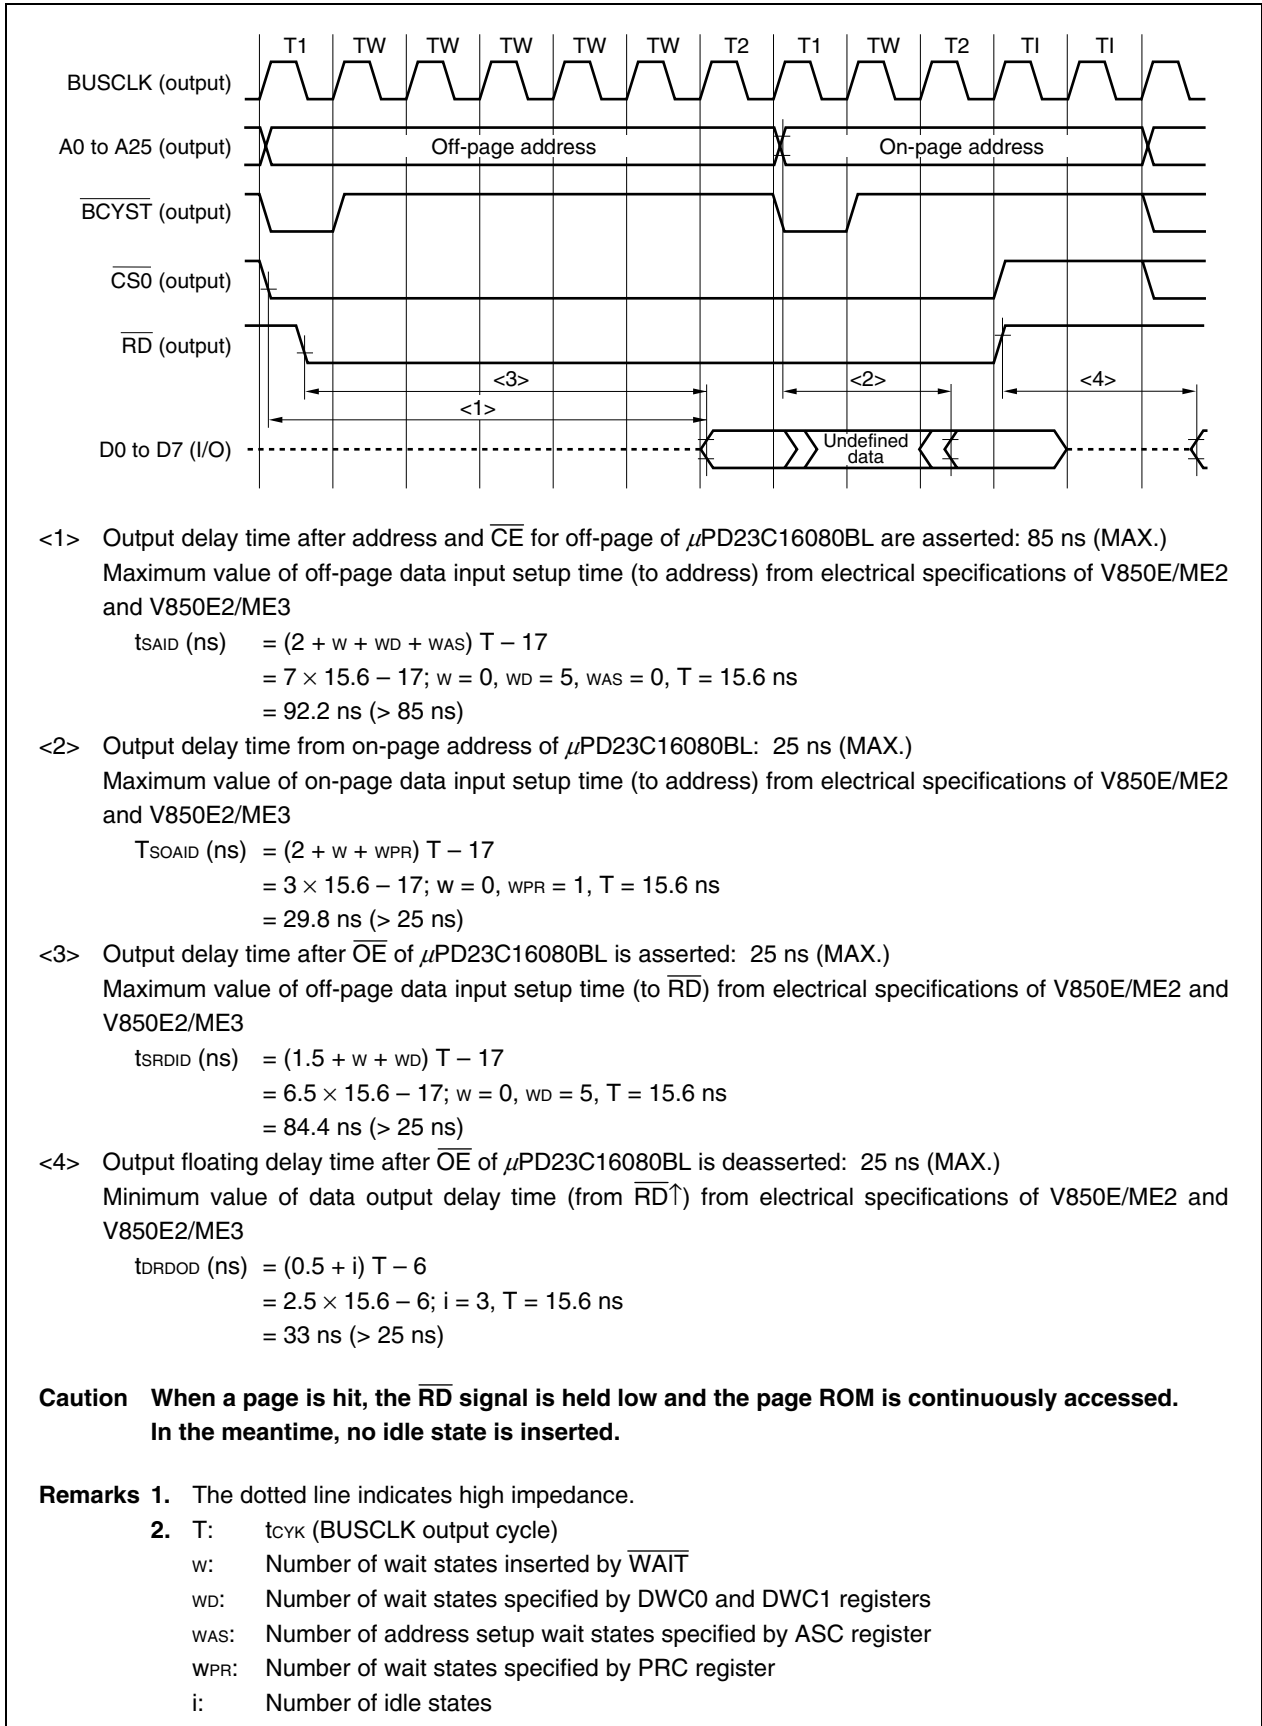 T1 TW TW TW TW TW T2 T1 TW T2 TI TI
BUSCLK (output)
A0 to A25 (output) Off-page address On-page address
BCYST (output)
CS0 (output)
RD (output)
<3> <2> <4>
<1>
D0 to D7 (I/O) Undefined
data
<1> Output delay time after address and CE for off-page of μPD23C16080BL are asserted: 85 ns (MAX.)
Maximum value of off-page data input setup time (to address) from electrical specifications of V850E/ME2
and V850E2/ME3
tSAID (ns) = (2 + w + wD + wAS) T – 17
= 7 × 15.6 – 17; w = 0, wD = 5, wAS = 0, T = 15.6 ns
= 92.2 ns (> 85 ns)
<2> Output delay time from on-page address of μPD23C16080BL: 25 ns (MAX.)
Maximum value of on-page data input setup time (to address) from electrical specifications of V850E/ME2
and V850E2/ME3
TSOAID (ns) = (2 + w + wPR) T – 17
= 3 × 15.6 – 17; w = 0, wPR = 1, T = 15.6 ns
= 29.8 ns (> 25 ns)
<3> Output delay time after OE of μPD23C16080BL is asserted: 25 ns (MAX.)
Maximum value of off-page data input setup time (to RD) from electrical specifications of V850E/ME2 and
V850E2/ME3
tSRDID (ns) = (1.5 + w + wD) T – 17
= 6.5 × 15.6 – 17; w = 0, wD = 5, T = 15.6 ns
= 84.4 ns (> 25 ns)
<4> Output floating delay time after OE of μPD23C16080BL is deasserted: 25 ns (MAX.)
Minimum value of data output delay time (from RD↑) from electrical specifications of V850E/ME2 and
V850E2/ME3
tDRDOD (ns) = (0.5 + i) T – 6
= 2.5 × 15.6 – 6; i = 3, T = 15.6 ns
= 33 ns (> 25 ns)
Caution When a page is hit, the RD signal is held low and the page ROM is continuously accessed.
In the meantime, no idle state is inserted.
Remarks 1. The dotted line indicates high impedance.
2. T: tCYK (BUSCLK output cycle)
w: Number of wait states inserted by WAIT
wD: Number of wait states specified by DWC0 and DWC1 registers
wAS: Number of address setup wait states specified by ASC register
wPR: Number of wait states specified by PRC register
i: Number of idle states